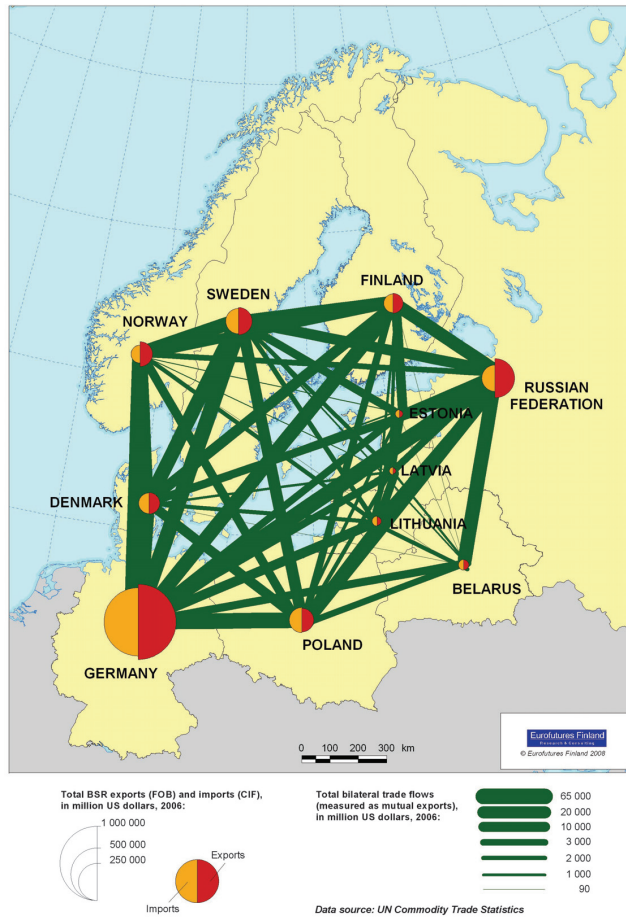 FINLAND
SWEDEN
NORWAY
RUSSIAN
FEDERATION
ESTONIA
LATVIA
DENMARK
LITHUANIA
BELARUS
POLAND
GERMANY
0 150 300
km
Eurofutures Finland
Research & Consulting
© Eurofutures Finland 2008
Total BSR exports (FOB) and imports (CIF),
in million US dollars, 2006:
1 000 000
500 000
250 000
Exports
Imports
Total bilateral trade flows
(measured as mutual exports),
in million US dollars, 2006:
65 000
20 000
10 000
3 000
2 000
1 000
90
Data source: UN Commodity Trade Statistics